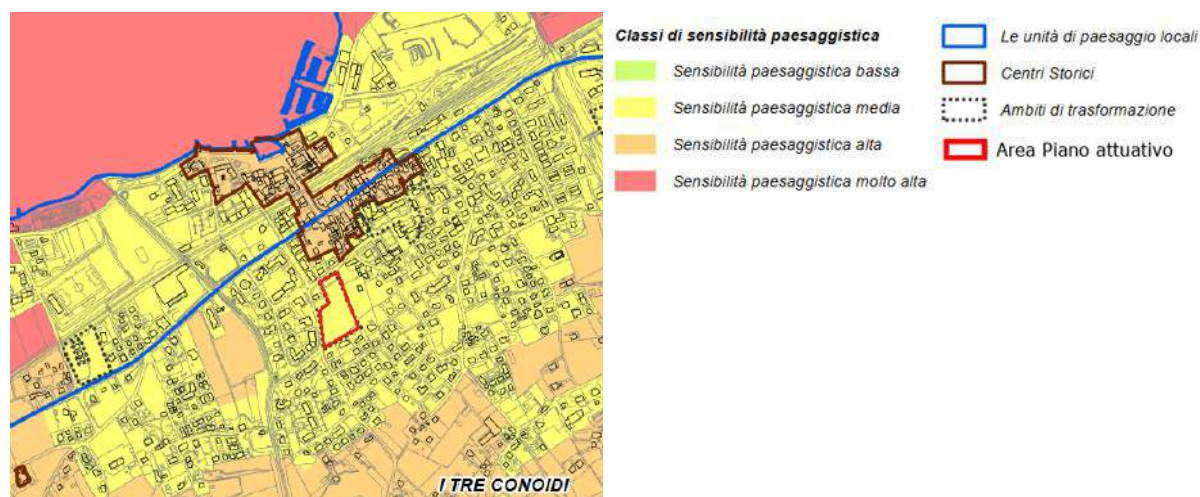 Classi di sensibilità paesaggistica
Sensibilità paesaggistica bassa
Sensibilità paesaggistica media
Sensibilità paesaggistica alta
Sensibilità paesaggistica molto alta
Le unità di paesaggio locali
Centri Storici
Ambiti di trasformazione
Area Piano attuativo
I TRE CONOIDI